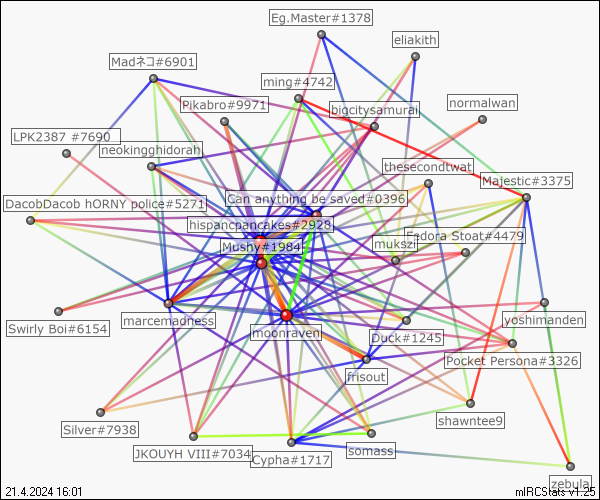 Eg.Master#1378
eliakith
Madネコ#6901
ming#4742
Pikabro#9971
bigcitysamurai
normalwan
LPK2387 #7690
neokingghidorah
thesecondtwat
Majestic#3375
DacobDacob hORNY police#5271
Can anything be saved#0396
hispancpancakes#2928
Mushy#1984
Fedora Stoat#4479
mukszi
marcemadness
Swirly Boi#6154
moonraven
yoshimanden
Duck#1245
Pocket Persona#3326
frisout
Silver#7938
shawntee9
JKOUYH VIII#7034
Cypha#1717
somass
zebula
21.4.2024 16:01
mIRCStats v1.25